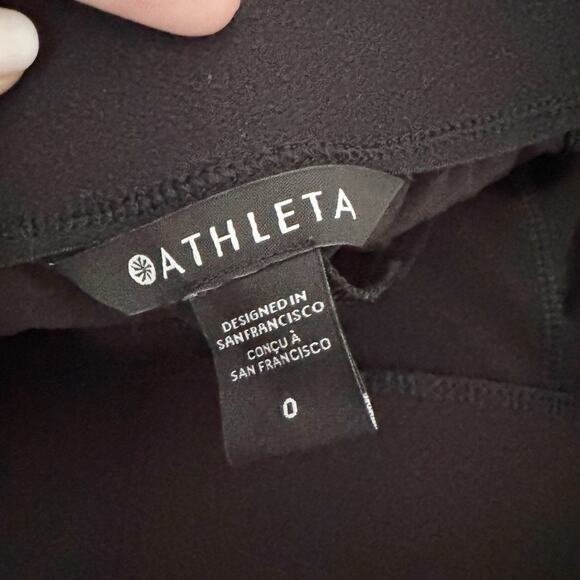 ATHLETA
DESIGNED IN
SAN FRANCISCO
CONÇU À
SAN FRANCISCO
0